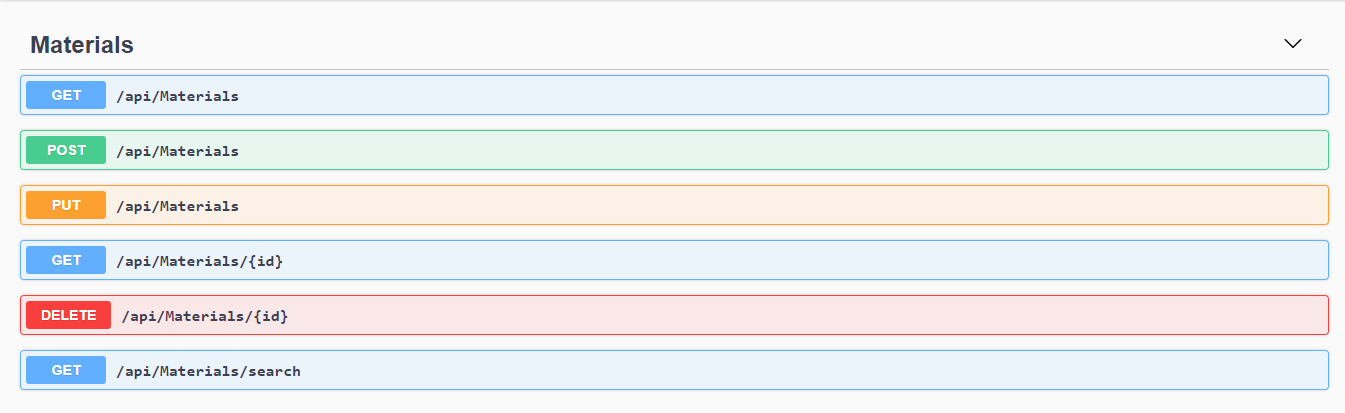 Materials
GET /api/Materials
POST /api/Materials
PUT /api/Materials
GET /api/Materials/{id}
DELETE /api/Materials/{id}
GET /api/Materials/search